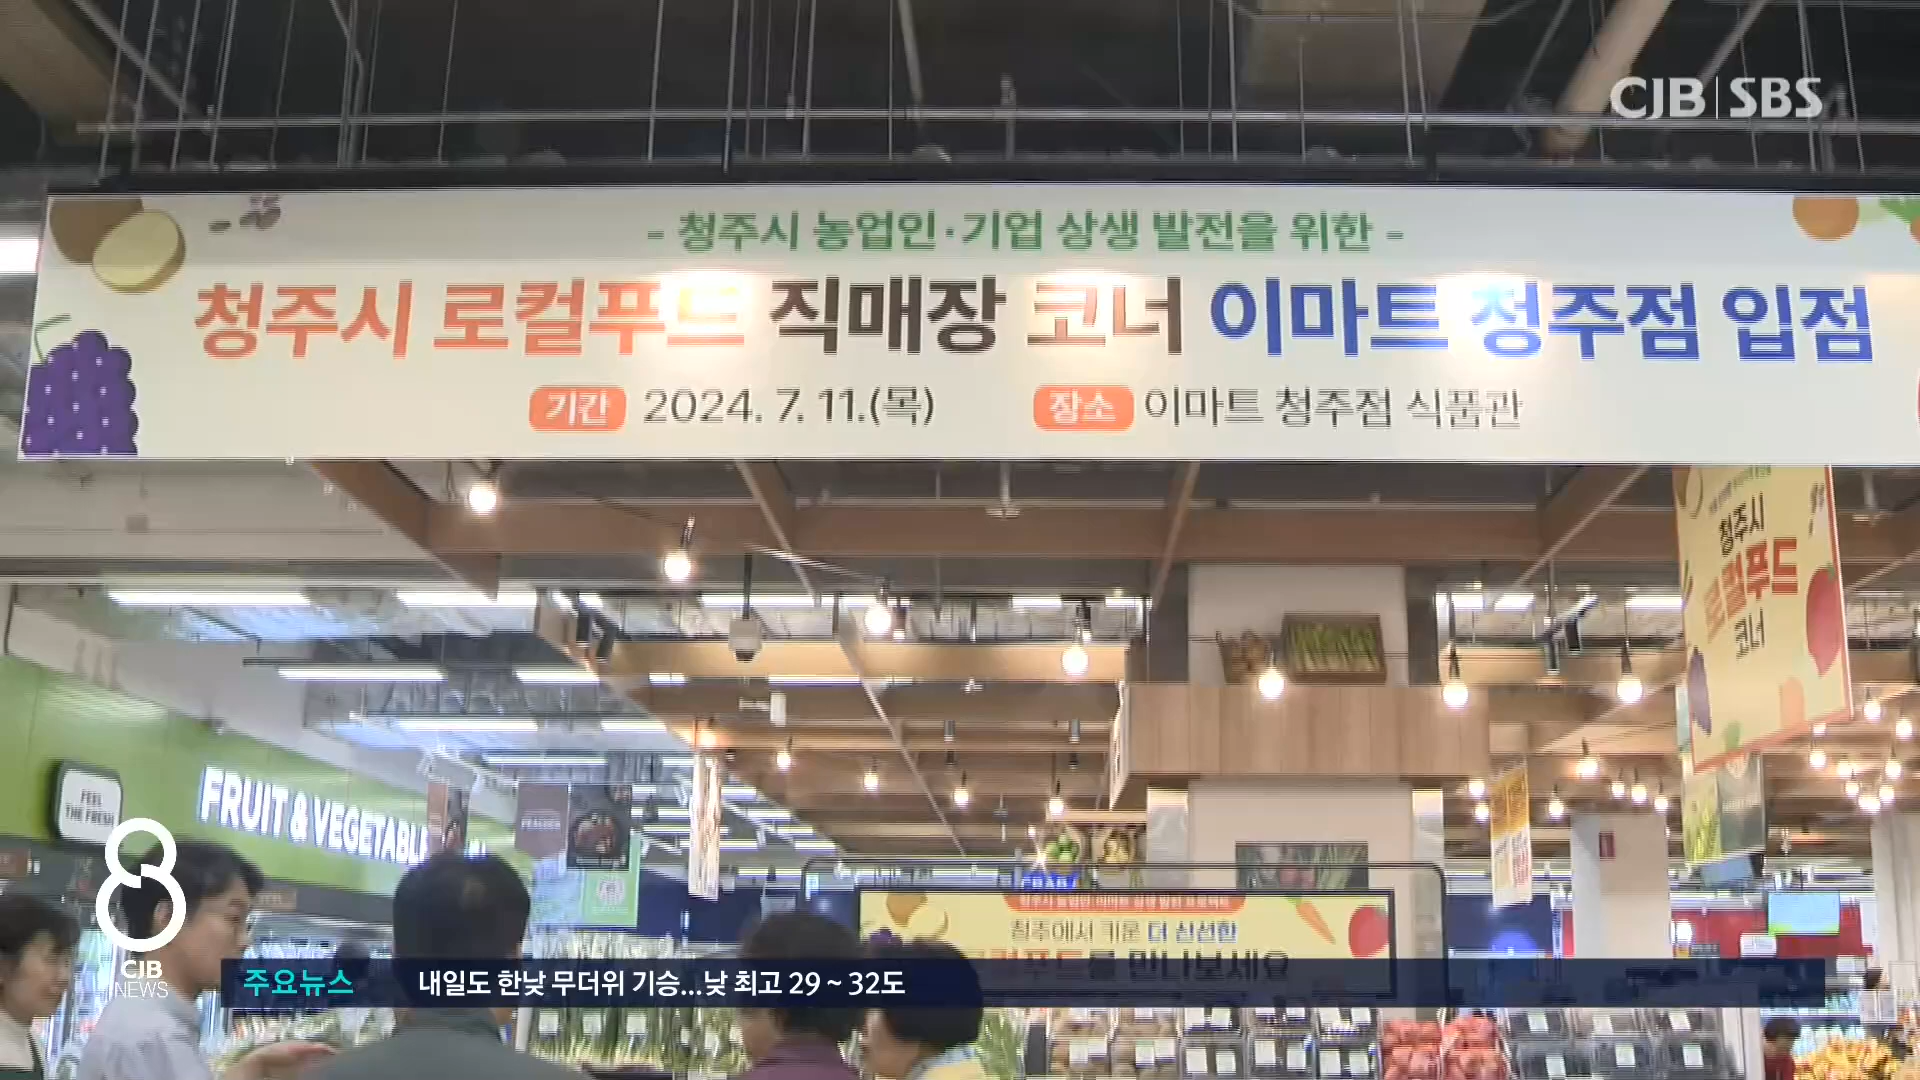 CJB SBS
- 청주시 농업인·기업 상생 발전을 위한 -
청주시 로컬푸드 직매장 코너 이마트 청주점 입점
기간 2024. 7. 11.(목) 장소 이마트 청주점 식품관
청주시
로컬푸드
코너
FEEL
THE FRESH
FRUIT & VEGETABL
청주에서 키운 더 신선한
로컬푸드를 만나보세요
8
CJB
NEWS
주요뉴스 내일도 한낮 무더위 기승...낮 최고 29 ~ 32도